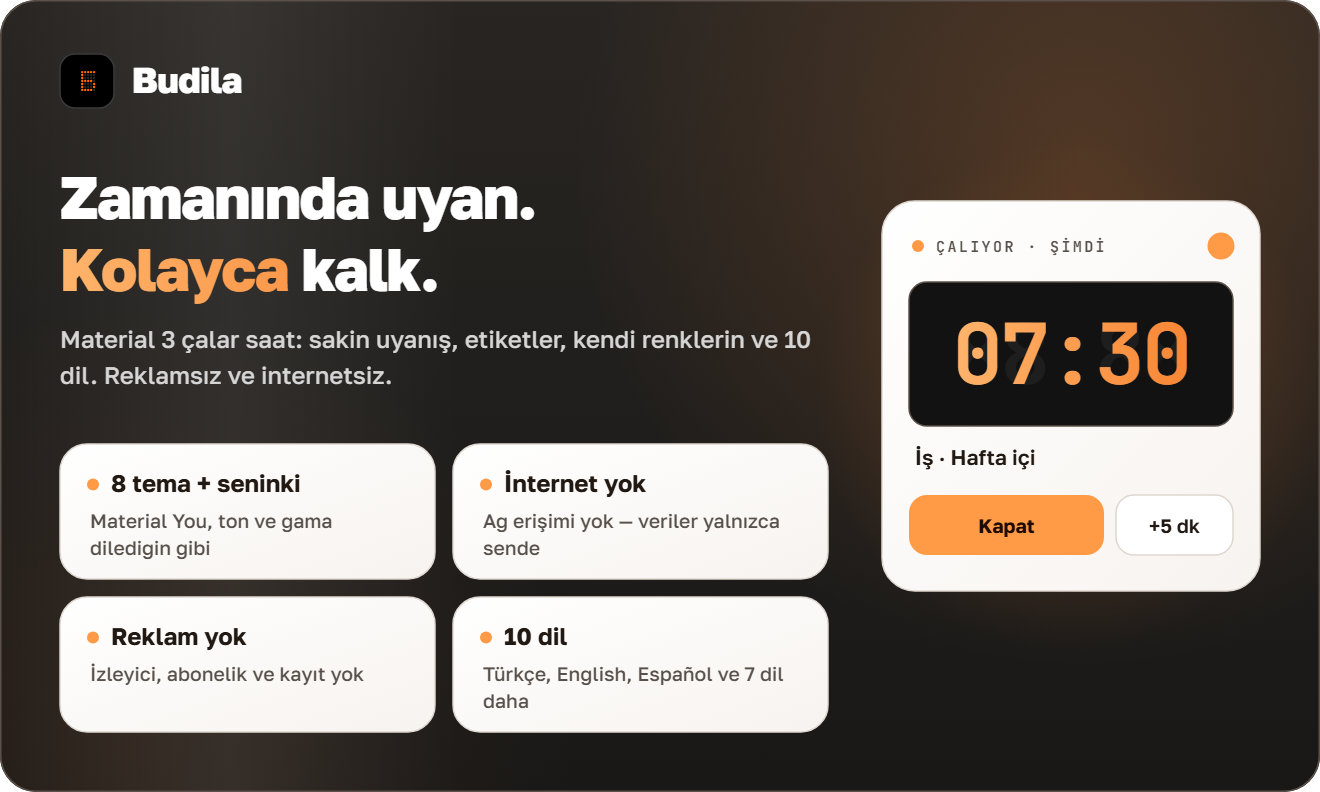 Budila
Zamanında uyan.
Kolayca kalk.
Material 3 çalar saat: sakin uyanış, etiketler, kendi renklerin ve 10
dil. Reklamsız ve internetsiz.
8 tema + seninki
Material You, ton ve gama
diledigin gibi
İnternet yok
Ag erişimi yok — veriler yalnızca
sende
Reklam yok
İzleyici, abonelik ve kayıt yok
10 dil
Türkçe, English, Español ve 7 dil
daha
ÇALIYOR · ŞİMDİ
07:30
İş · Hafta içi
Kapat
+5 dk